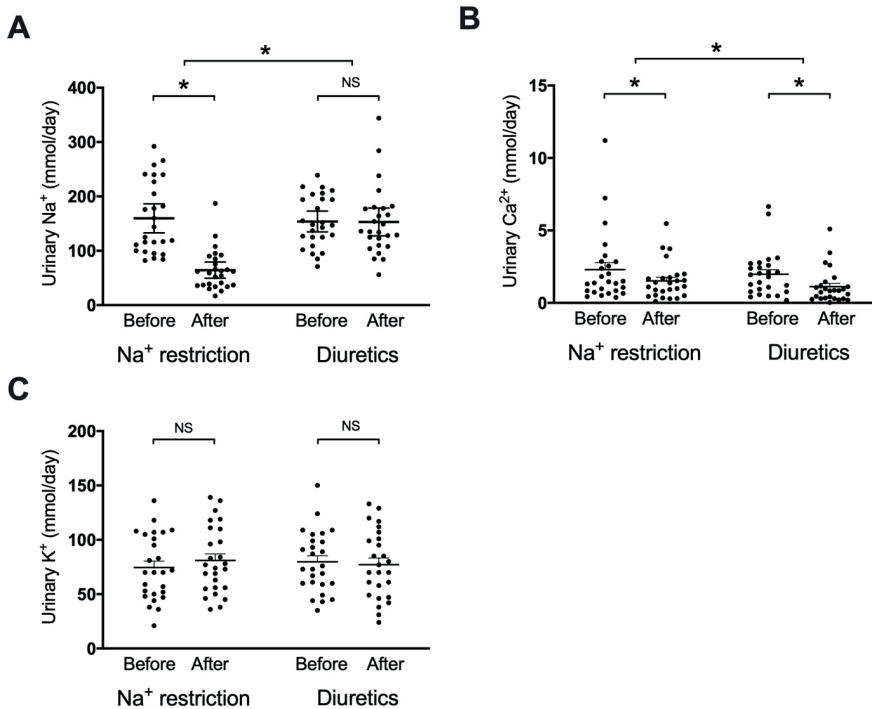 A
*
*
NS
Urinary Na⁺ (mmol/day)
400
300
200
100
0
Before After Before After
Na⁺ restriction Diuretics
B
*
*
*
Urinary Ca²⁺ (mmol/day)
15
10
5
0
Before After Before After
Na⁺ restriction Diuretics
C
NS
NS
Urinary K⁺ (mmol/day)
200
150
100
50
0
Before After Before After
Na⁺ restriction Diuretics